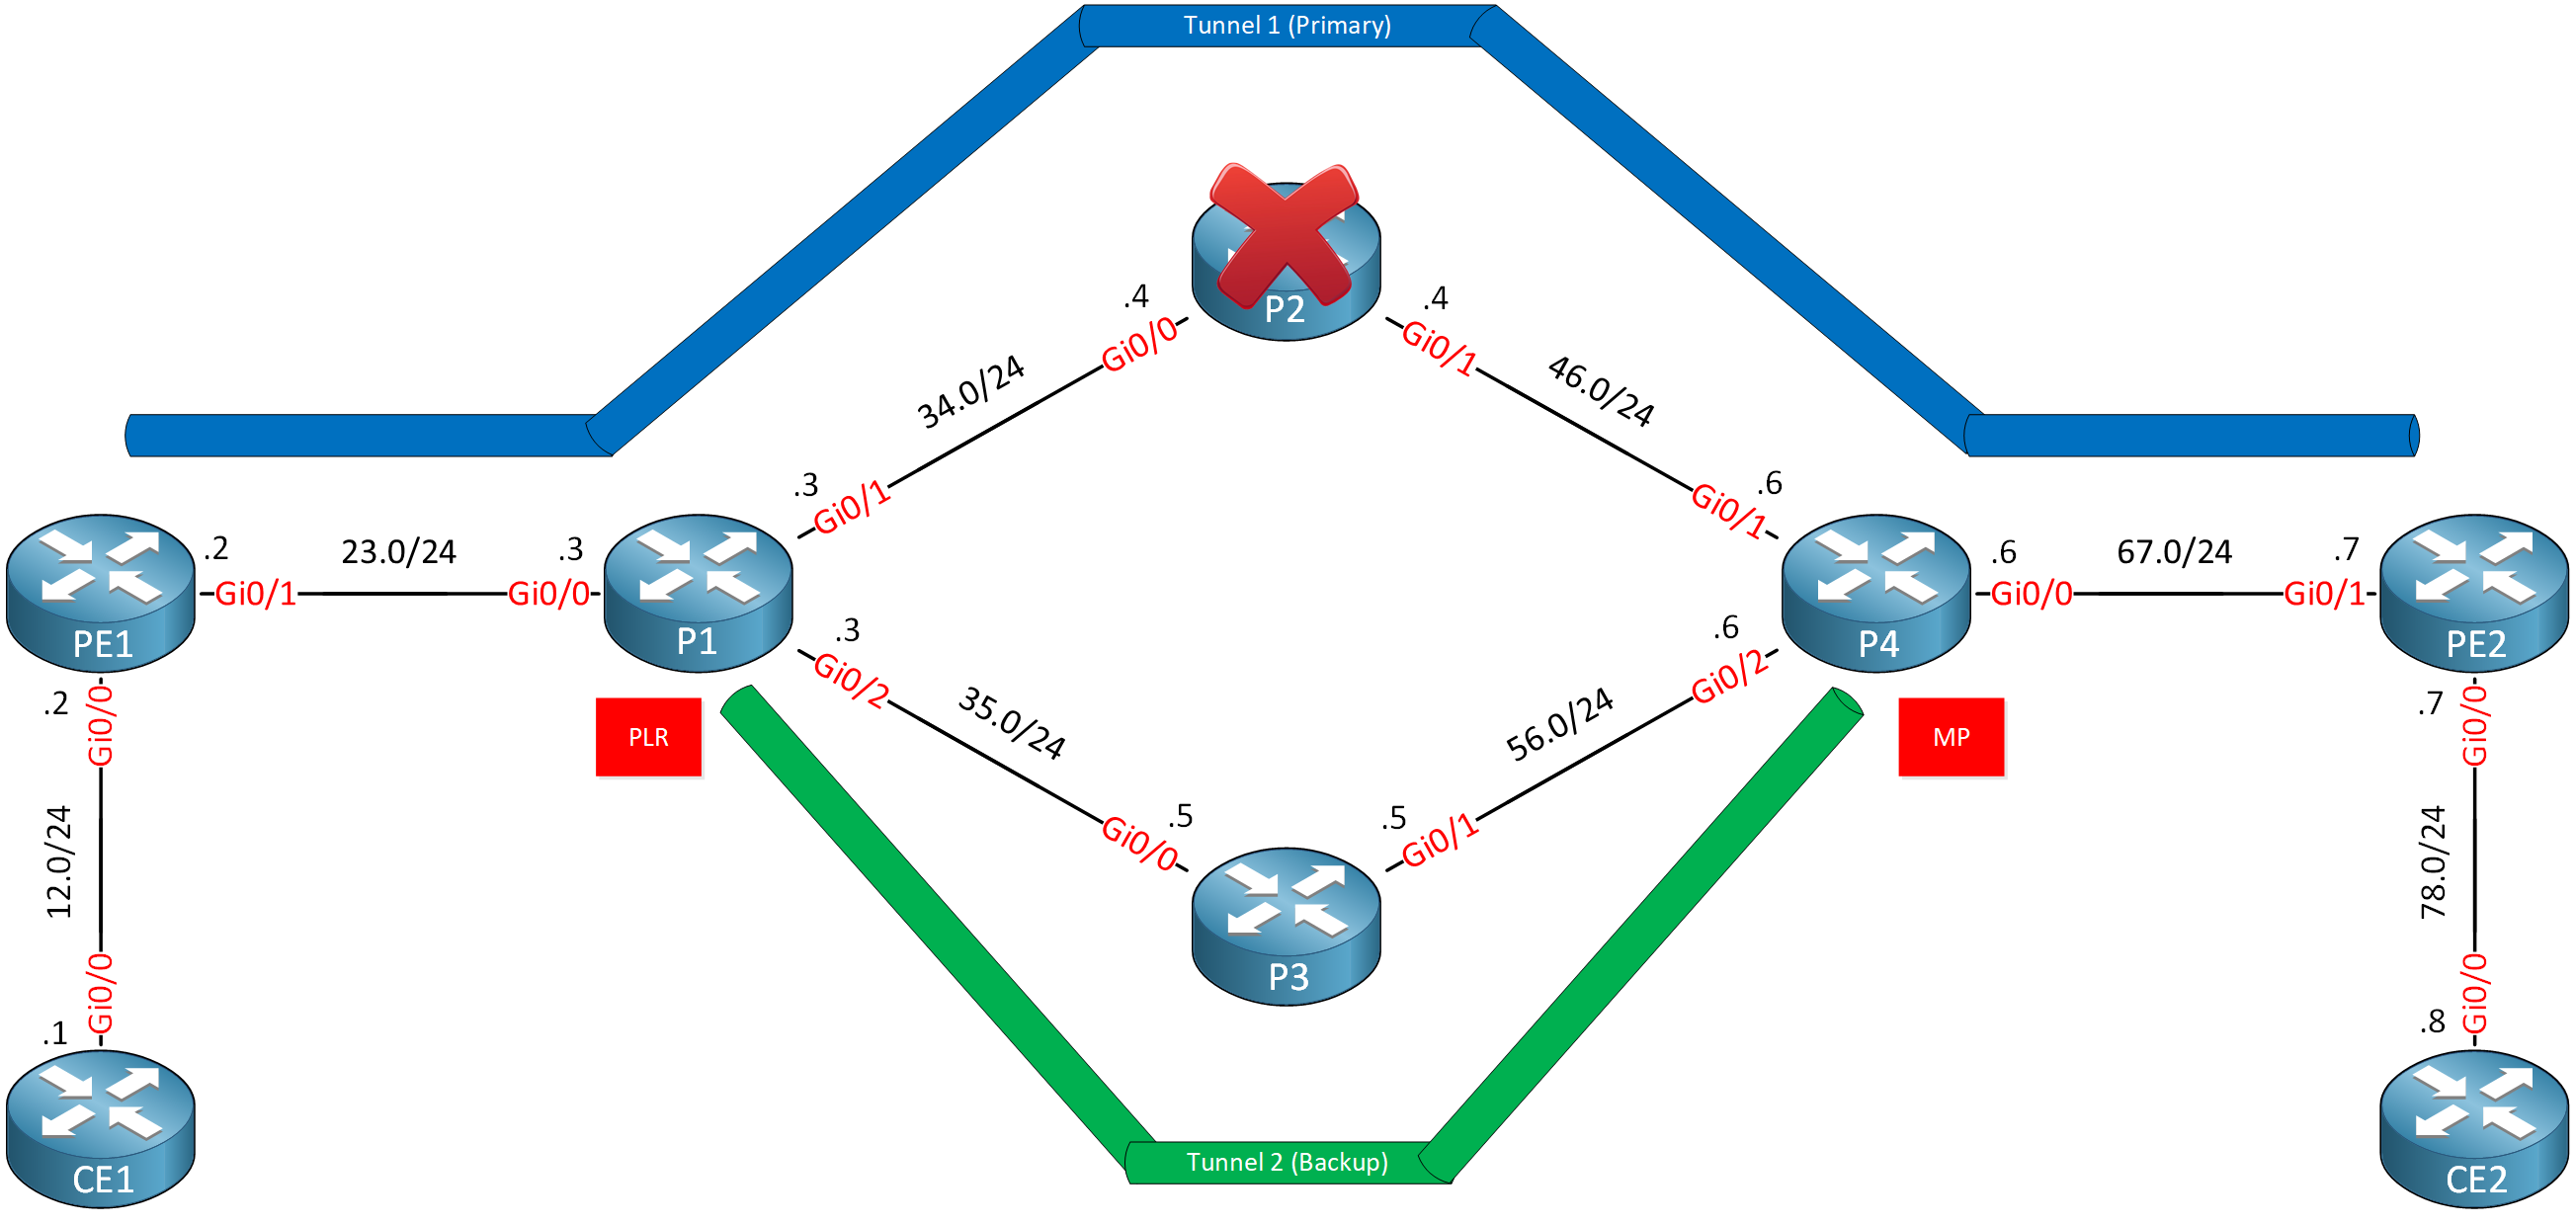 Tunnel 1 (Primary)
P2
.4
Gi0/0
.4
Gi0/1
34.0/24
46.0/24
.3
Gi0/1
.6
Gi0/1
PE1
.2
Gi0/1
23.0/24
.3
Gi0/0
P1
P4
.6
Gi0/0
67.0/24
.7
Gi0/1
PE2
.3
Gi0/2
.6
Gi0/2
PLR
MP
.2
Gi0/0
35.0/24
56.0/24
.7
Gi0/0
12.0/24
78.0/24
.5
Gi0/0
.5
Gi0/1
P3
.1
Gi0/0
CE1
.8
Gi0/0
CE2
Tunnel 2 (Backup)